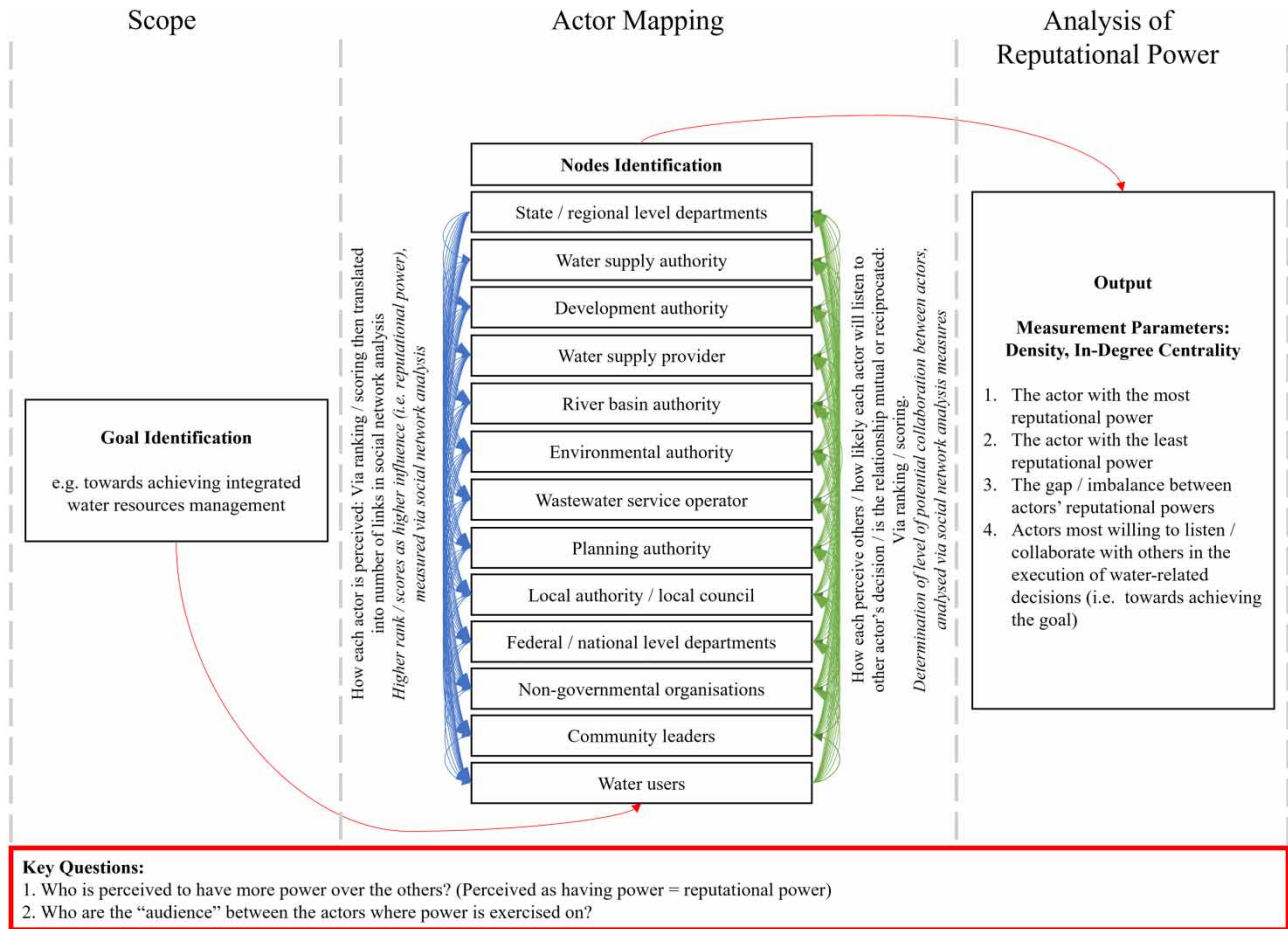 Scope
Actor Mapping
Analysis of
Reputational Power
Goal Identification
e.g. towards achieving integrated
water resources management
How each actor is perceived: Via ranking / scoring then translated
into number of links in social network analysis
Higher rank / scores as higher influence (i.e. reputational power),
measured via social network analysis
Nodes Identification
State / regional level departments
Water supply authority
Development authority
Water supply provider
River basin authority
Environmental authority
Wastewater service operator
Planning authority
Local authority / local council
Federal / national level departments
Non-governmental organisations
Community leaders
Water users
How each perceive others / how likely each actor will listen to
other actor's decision / is the relationship mutual or reciprocated:
Via ranking / scoring.
Determination of level of potential collaboration between actors,
analysed via social network analysis measures
Output
Measurement Parameters:
Density, In-Degree Centrality
1. The actor with the most
reputational power
2. The actor with the least
reputational power
3. The gap / imbalance between
actors' reputational powers
4. Actors most willing to listen /
collaborate with others in the
execution of water-related
decisions (i.e. towards achieving
the goal)
Key Questions:
1. Who is perceived to have more power over the others? (Perceived as having power = reputational power)
2. Who are the “audience” between the actors where power is exercised on?